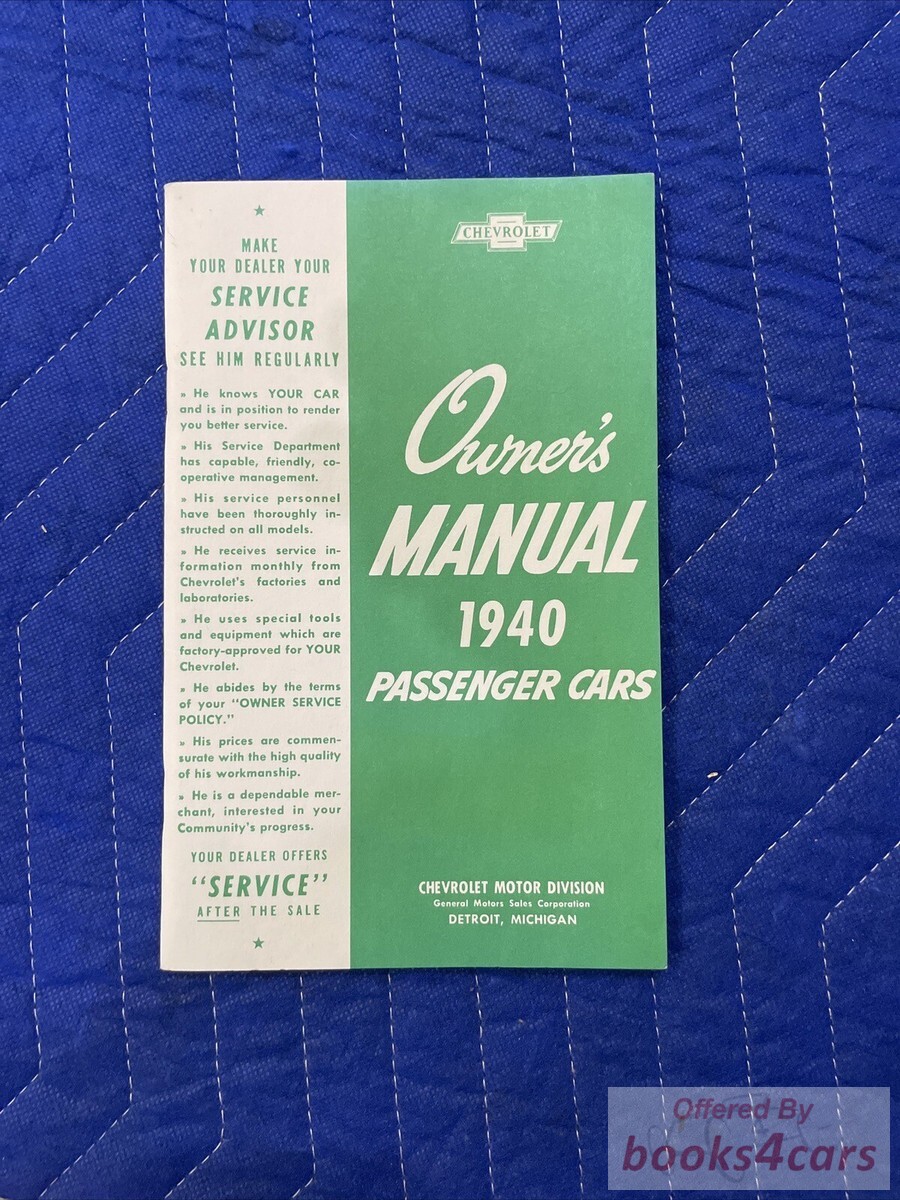 ★
MAKE
YOUR DEALER YOUR
SERVICE
ADVISOR
SEE HIM REGULARLY
» He knows YOUR CAR
and is in position to render
you better service.
» His Service Department
has capable, friendly, co-
operative management.
» His service personnel
have been thoroughly in-
structed on all models.
» He receives service in-
formation monthly from
Chevrolet's factories and
laboratories.
» He uses special tools
and equipment which are
factory-approved for YOUR
Chevrolet.
» He abides by the terms
of your "OWNER SERVICE
POLICY."
» His prices are commen-
surate with the high quality
of his workmanship.
» He is a dependable mer-
chant, interested in your
Community's progress.
YOUR DEALER OFFERS
"SERVICE"
AFTER THE SALE
★
CHEVROLET
Owner's
MANUAL
1940
PASSENGER CARS
CHEVROLET MOTOR DIVISION
General Motors Sales Corporation
DETROIT, MICHIGAN
Offered By
books4cars